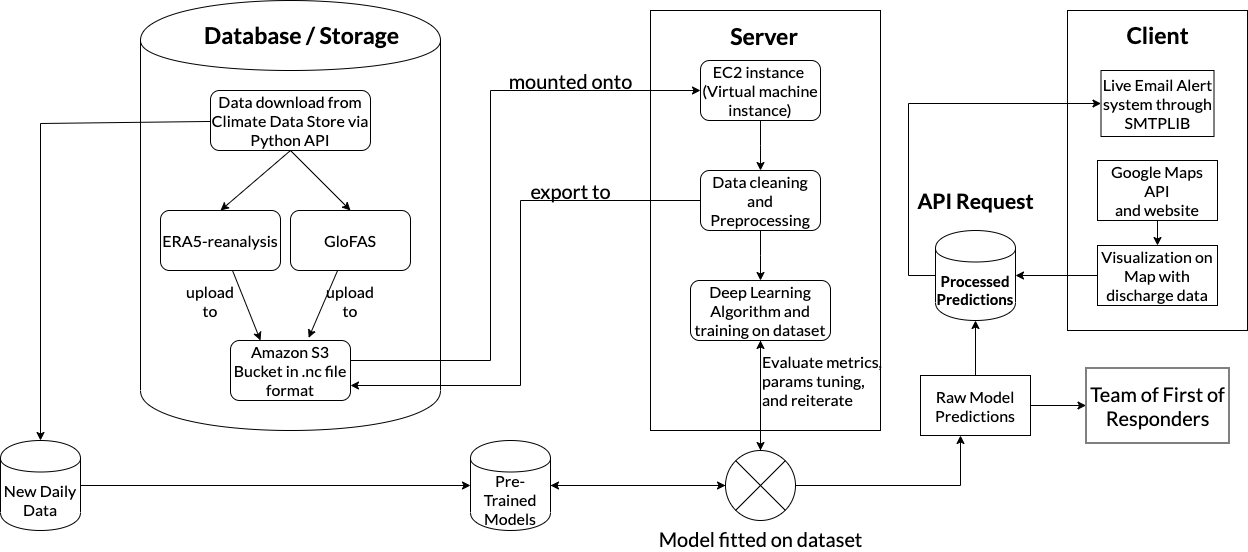 Database / Storage
Data download from
Climate Data Store via
Python API
ERA5-reanalysis
GloFAS
upload
to
upload
to
Amazon S3
Bucket in .nc file
format
mounted onto
export to
Server
EC2 instance
(Virtual machine
instance)
Data cleaning
and
Preprocessing
Deep Learning
Algorithm and
training on dataset
Evaluate metrics,
params tuning,
and reiterate
Client
Live Email Alert
system through
SMTPLIB
Google Maps
API
and website
Visualization on
Map with
discharge data
API Request
Processed
Predictions
Raw Model
Predictions
Team of First of
Responders
New Daily
Data
Pre-
Trained
Models
Model fitted on dataset